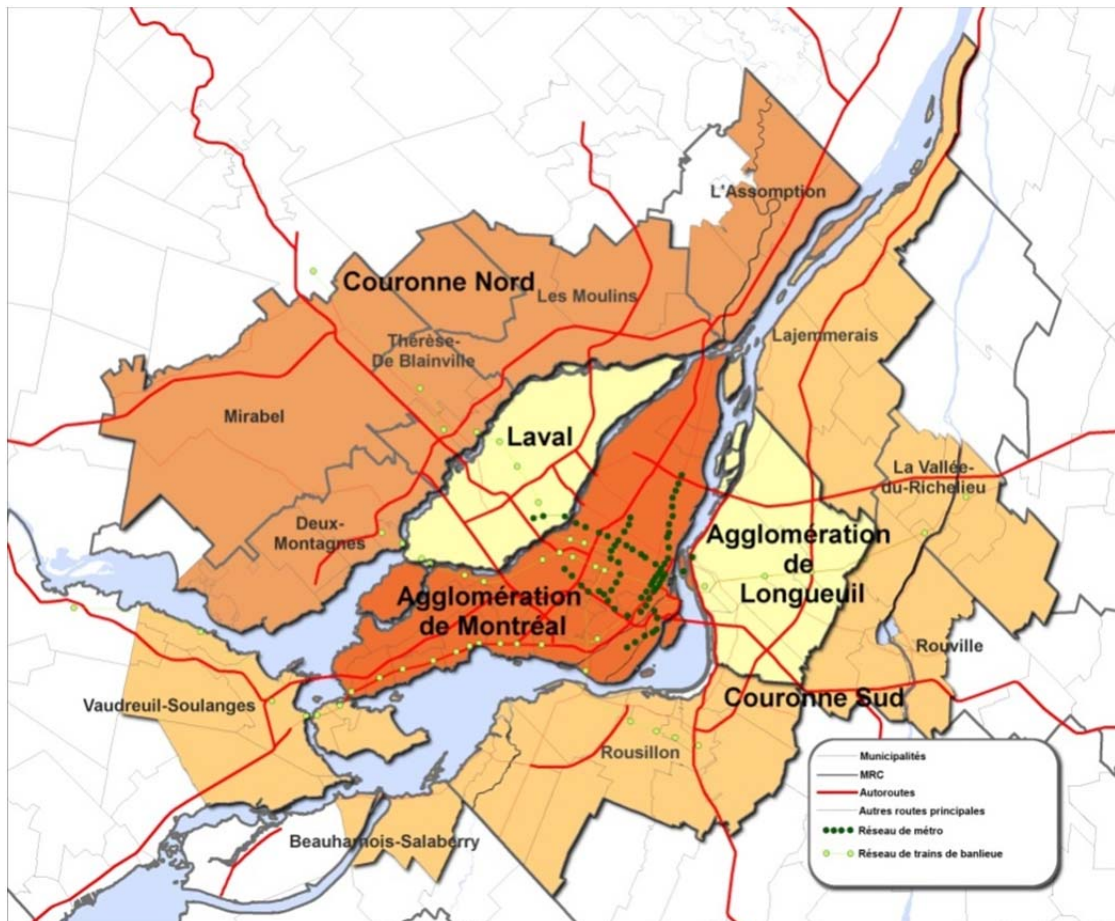 L'Assomption
Couronne Nord
Les Moulins
Thérèse-
De Blainville
Lajemmerais
Mirabel
Laval
La Vallée-
du-Richelieu
Deux-
Montagnes
Agglomération
de
Longueuil
Agglomération
de Montréal
Rouville
Vaudreuil-Soulanges
Couronne Sud
Rousillon
Beauharnois-Salaberry
Municipalités
MRC
Autoroutes
Autres routes principales
Réseau de métro
Réseau de trains de banlieue